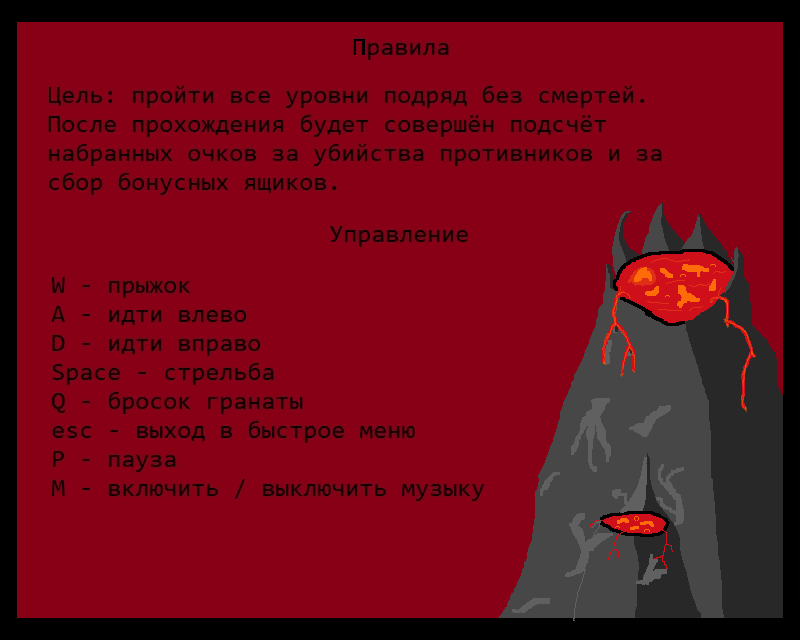 Правила
Цель: пройти все уровни подряд без смертей.
После прохождения будет совершён подсчёт
набранных очков за убийства противников и за
сбор бонусных ящиков.
Управление
W - прыжок
A - идти влево
D - идти вправо
Space - стрельба
Q - бросок гранаты
esc - выход в быстрое меню
P - пауза
M - включить / выключить музыку